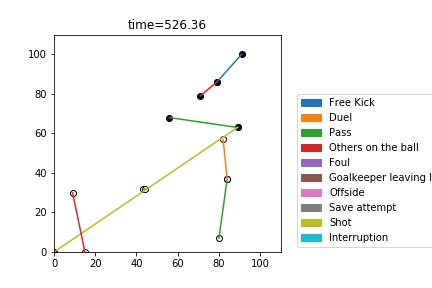 time=526.36
100
80
60
40
20
0
0 20 40 60 80 100
Free Kick
Duel
Pass
Others on the ball
Foul
Goalkeeper leaving l
Offside
Save attempt
Shot
Interruption